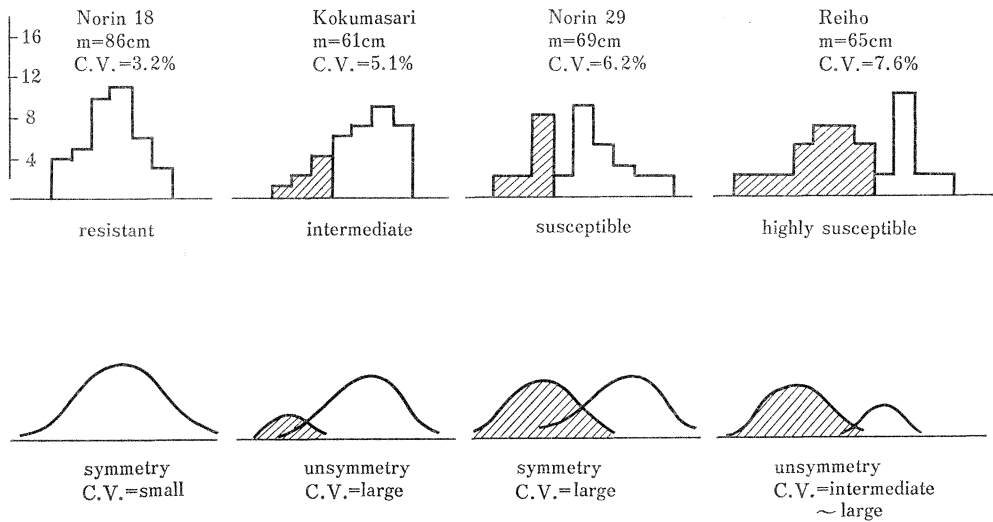 Norin 18
m=86cm
C.V.=3.2%
Kokumasari
m=61cm
C.V.=5.1%
Norin 29
m=69cm
C.V.=6.2%
Reiho
m=65cm
C.V.=7.6%
16
12
8
4
resistant
intermediate
susceptible
highly susceptible
symmetry
C.V.=small
unsymmetry
C.V.=large
symmetry
C.V.=large
unsymmetry
C.V.=intermediate
～ large